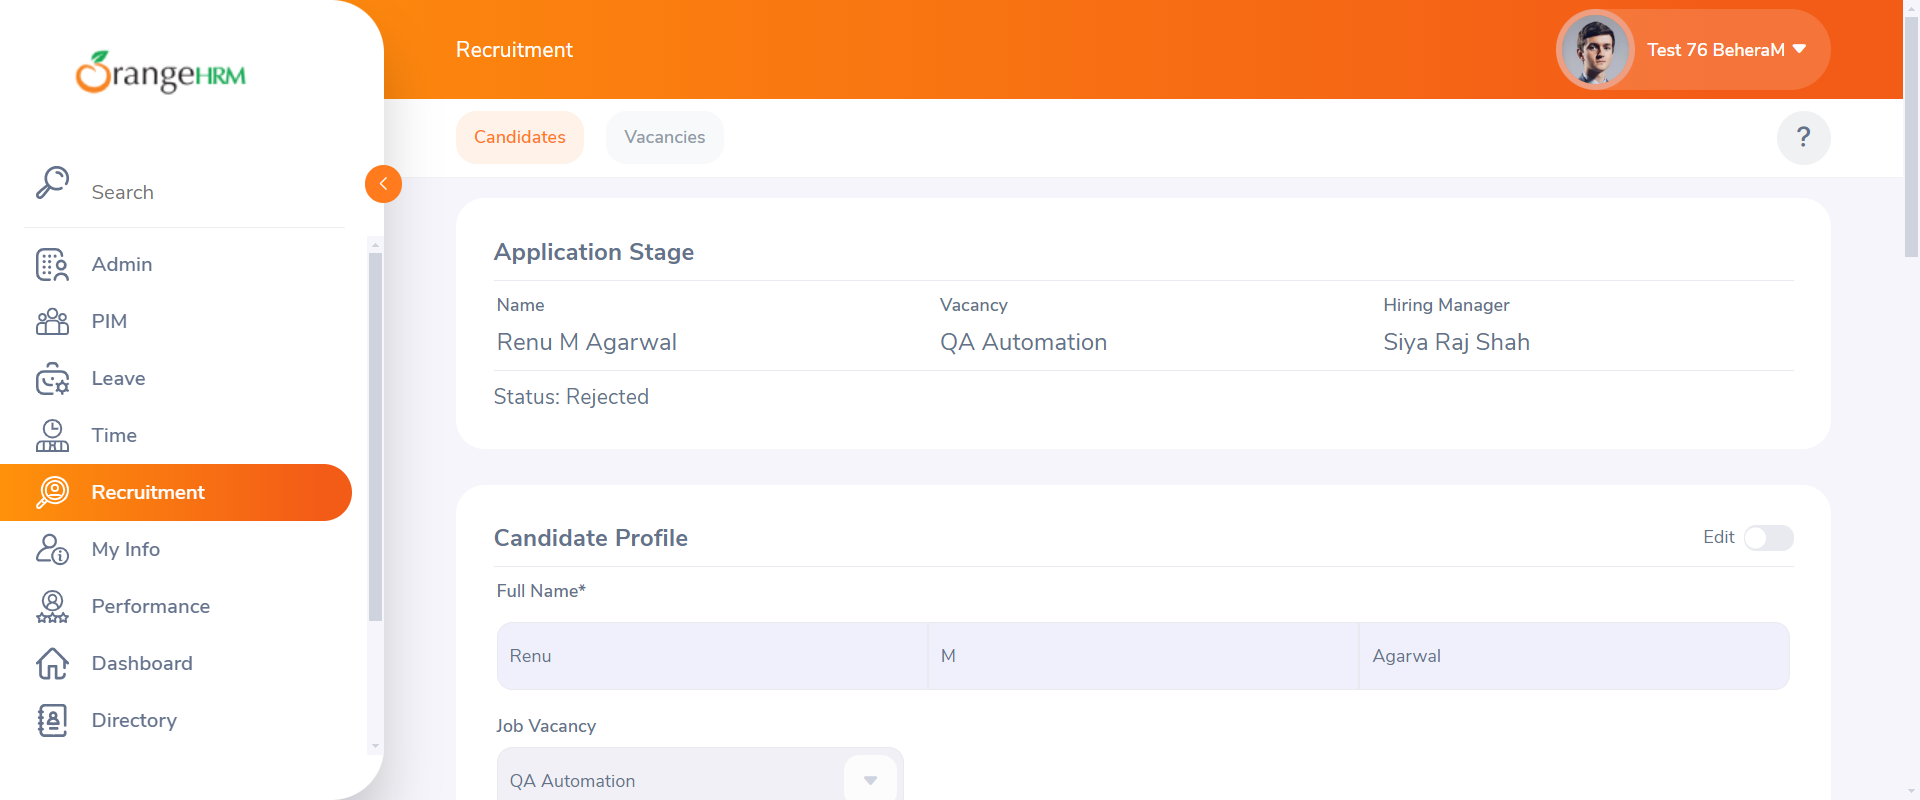 OrangeHRM
Search
Admin
PIM
Leave
Time
Recruitment
My Info
Performance
Dashboard
Directory
Recruitment
Test 76 BeheraM
Candidates
Vacancies
?
Application Stage
Name
Vacancy
Hiring Manager
Renu M Agarwal
QA Automation
Siya Raj Shah
Status: Rejected
Candidate Profile
Edit
Full Name*
Renu
M
Agarwal
Job Vacancy
QA Automation